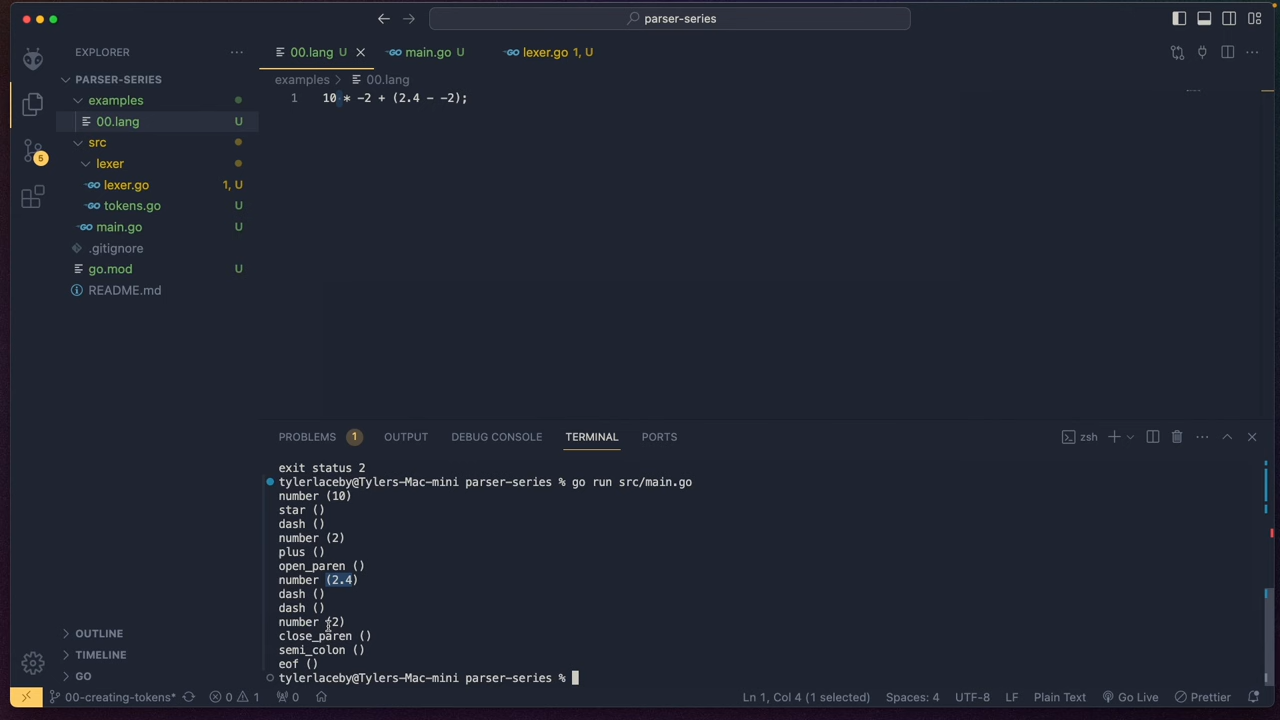 parser-series
EXPLORER
00.lang U
main.go U
lexer.go 1, U
PARSER-SERIES
examples > 00.lang
examples
1 10 * -2 + (2.4 - -2);
00.lang U
src
lexer
lexer.go 1, U
tokens.go U
main.go U
.gitignore
go.mod U
README.md
PROBLEMS 1 OUTPUT DEBUG CONSOLE TERMINAL PORTS
zsh
exit status 2
tylerlaceby@Tylers-Mac-mini parser-series % go run src/main.go
number (10)
star ()
dash ()
number (2)
plus ()
open_paren ()
number (2.4)
dash ()
dash ()
number (2)
close_paren ()
semi_colon ()
eof ()
tylerlaceby@Tylers-Mac-mini parser-series %
OUTLINE
TIMELINE
GO
5
00-creating-tokens* 0 1 0 Ln 1, Col 4 (1 selected) Spaces: 4 UTF-8 LF Plain Text Go Live Prettier